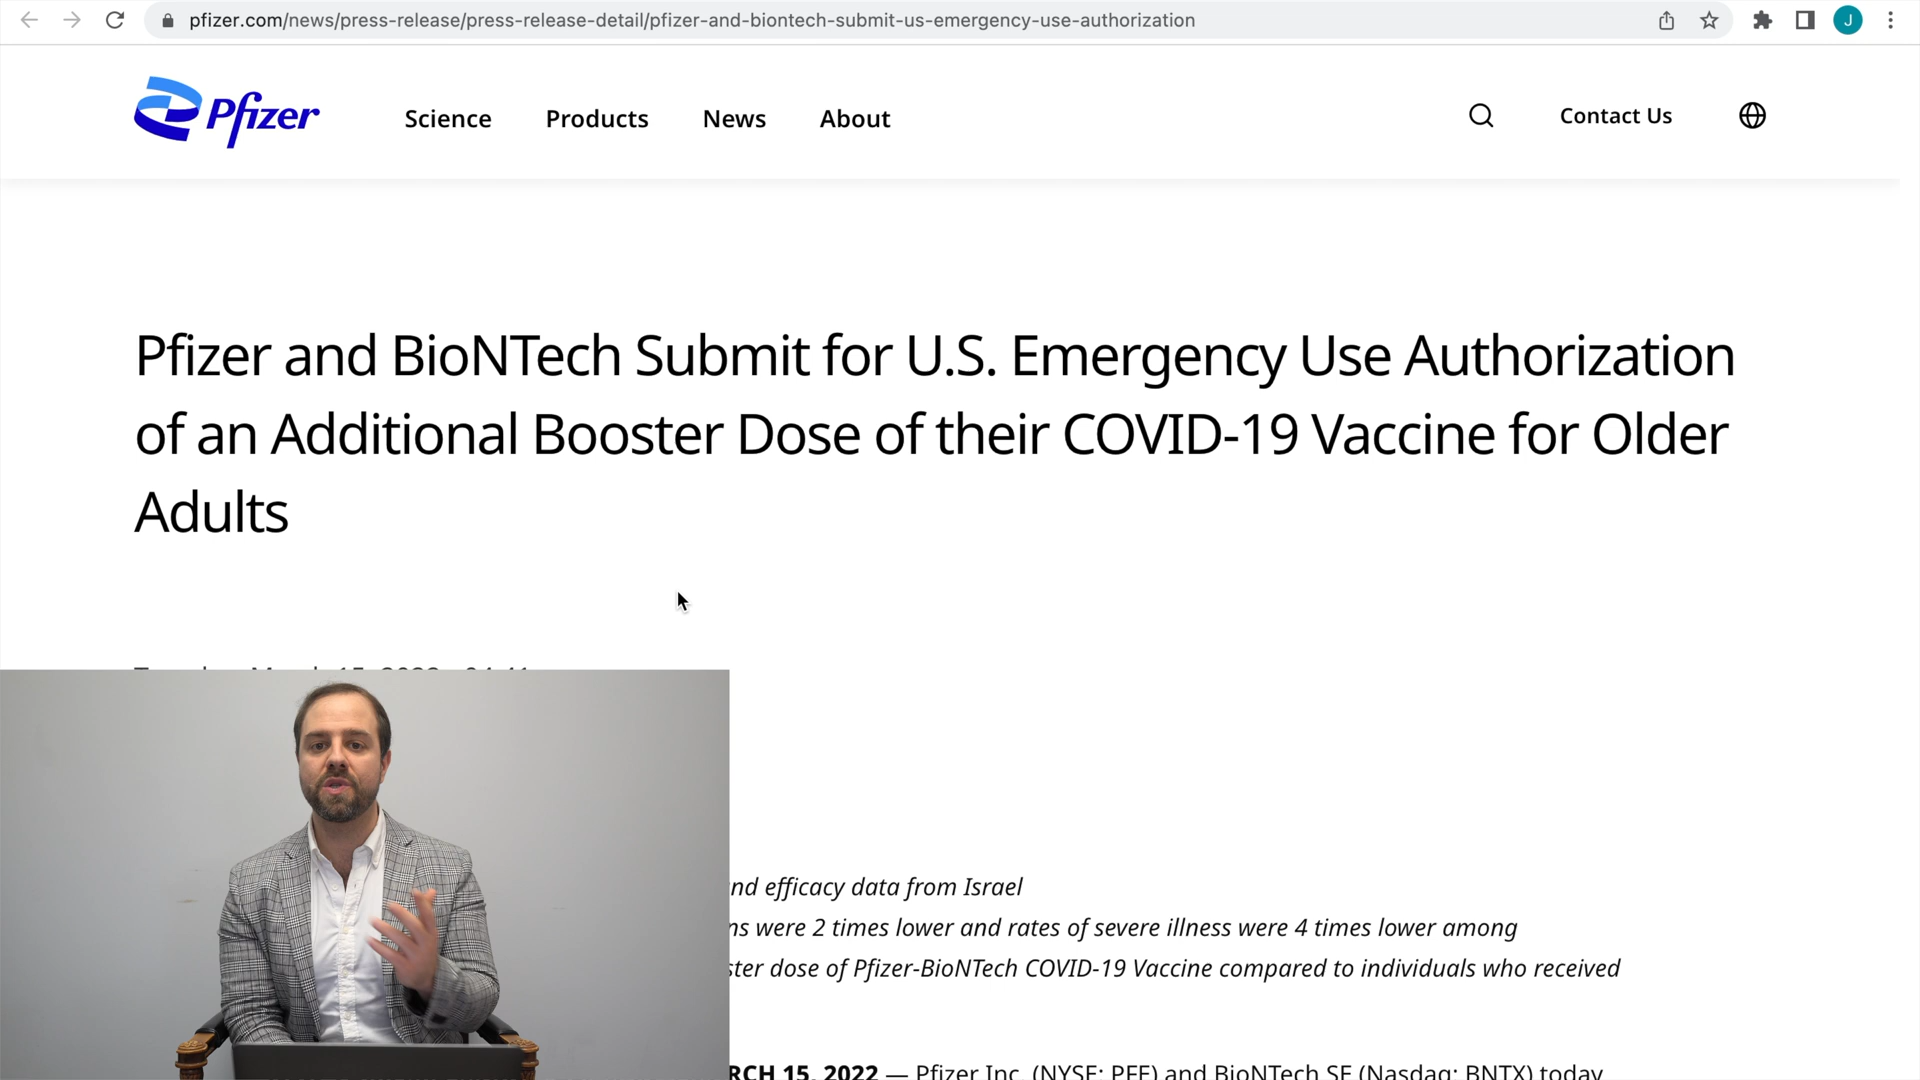 pfizer.com/news/press-release/press-release-detail/pfizer-and-biontech-submit-us-emergency-use-authorization
J
Pfizer
Science Products News About Contact Us
Pfizer and BioNTech Submit for U.S. Emergency Use Authorization
of an Additional Booster Dose of their COVID-19 Vaccine for Older
Adults
and efficacy data from Israel
were 2 times lower and rates of severe illness were 4 times lower among
dose of Pfizer-BioNTech COVID-19 Vaccine compared to individuals who received
15, 2022 — Pfizer Inc. (NYSE: PFE) and BioNTech SE (Nasdaq: BNTX) today